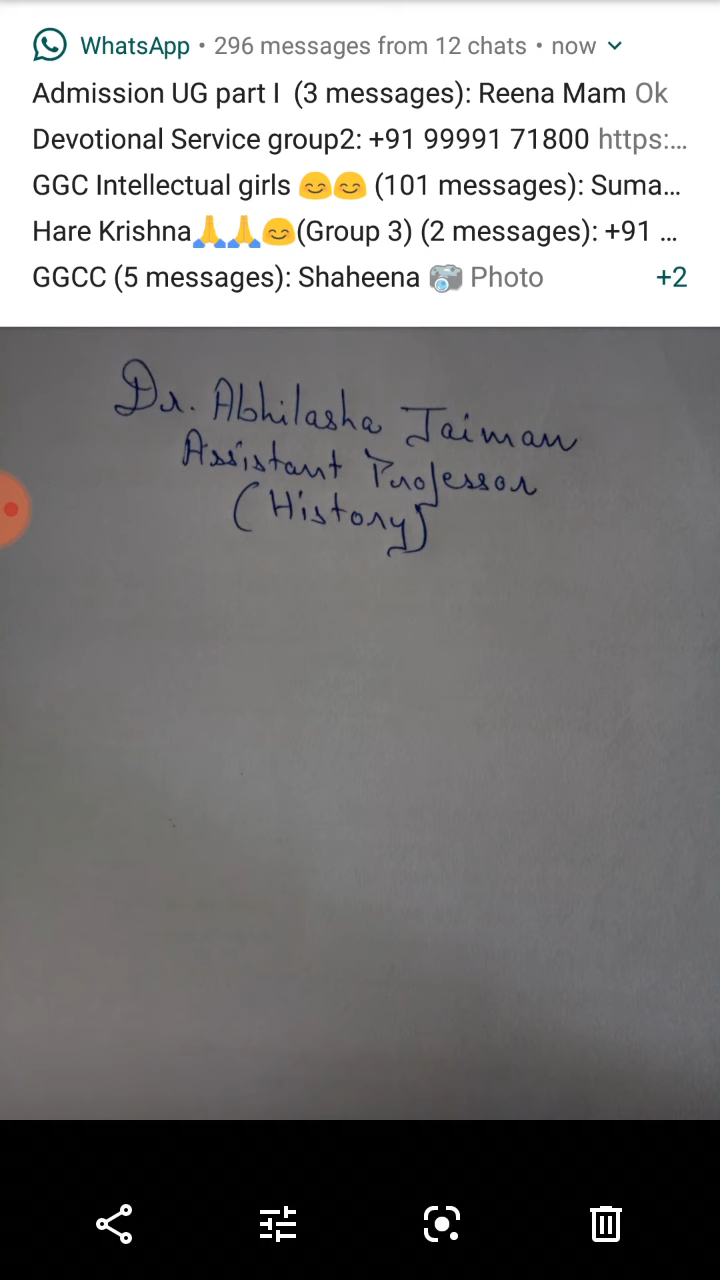 WhatsApp • 296 messages from 12 chats • now
Admission UG part I (3 messages): Reena Mam Ok
Devotional Service group2: +91 99991 71800 https:...
GGC Intellectual girls 😊😊 (101 messages): Suma...
Hare Krishna🙏🙏😊(Group 3) (2 messages): +91 ...
GGCC (5 messages): Shaheena 📷 Photo +2
Dr. Abhilasha Jaiman
Assistant Professor
(History)